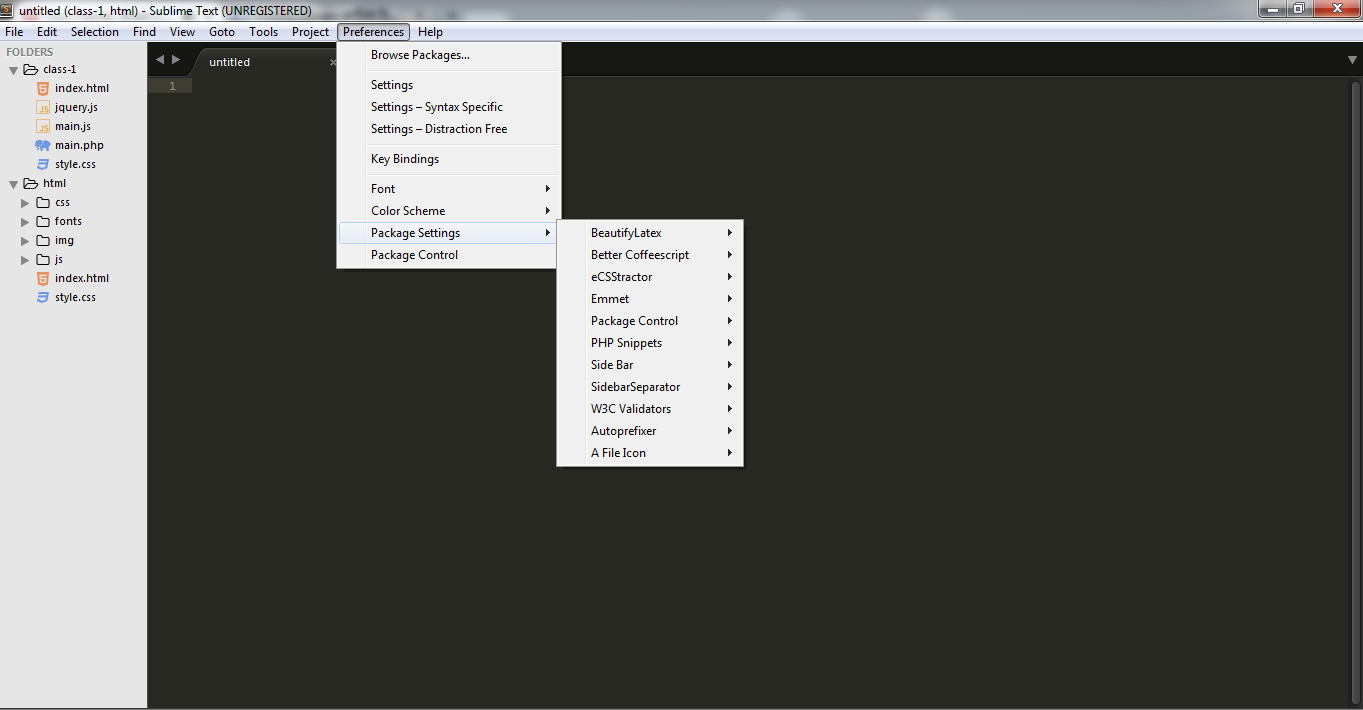 untitled (class-1, html) - Sublime Text (UNREGISTERED)
File Edit Selection Find View Goto Tools Project Preferences Help
FOLDERS
class-1
index.html
jquery.js
main.js
main.php
style.css
html
css
fonts
img
js
index.html
style.css
untitled
1
Browse Packages...
Settings
Settings – Syntax Specific
Settings – Distraction Free
Key Bindings
Font
Color Scheme
Package Settings
Package Control
BeautifyLatex
Better Coffeescript
eCSStractor
Emmet
Package Control
PHP Snippets
Side Bar
SidebarSeparator
W3C Validators
Autoprefixer
A File Icon